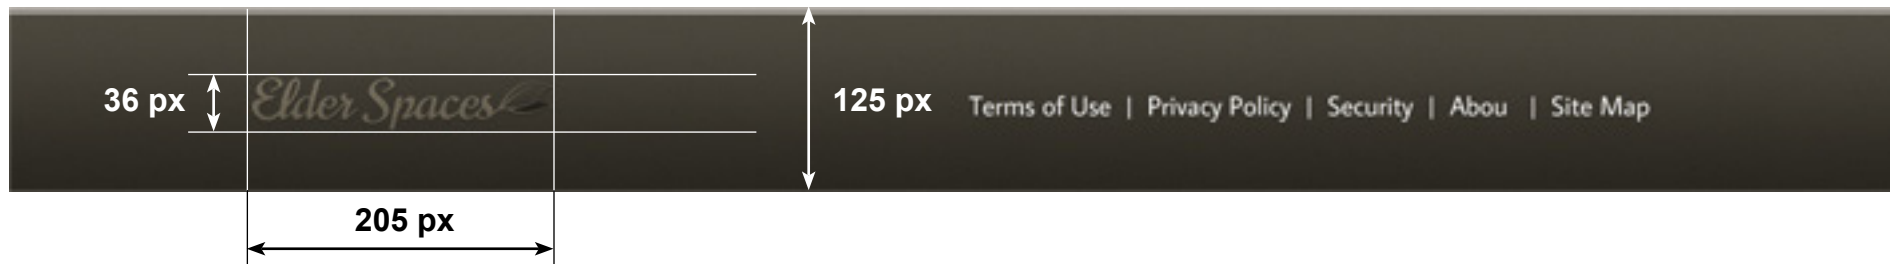 36 px
Elder Spaces
125 px
Terms of Use | Privacy Policy | Security | Abou | Site Map
205 px